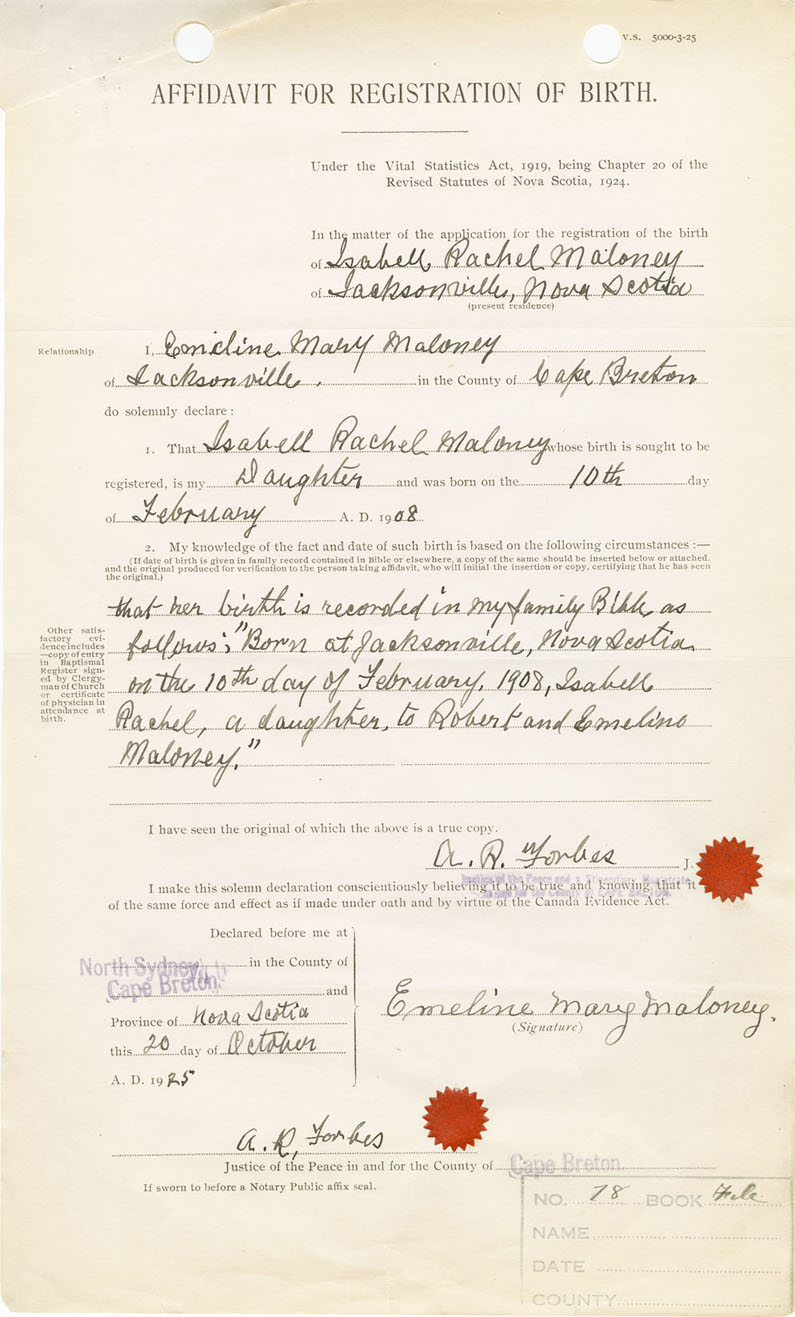 V.S. 5000-3-25
AFFIDAVIT FOR REGISTRATION OF BIRTH.
Under the Vital Statistics Act, 1919, being Chapter 20 of the
Revised Statutes of Nova Scotia, 1924.
In the matter of the application for the registration of the birth
of Isabell Rachel Maloney
of Jacksonville, Nova Scotia
(present residence)
Relationship
I, Emeline Mary Maloney
of Jacksonville, in the County of Cape Breton
do solemnly declare :
1. That Isabell Rachel Maloney whose birth is sought to be
registered, is my Daughter and was born on the 10th day
of February A. D. 1908
2. My knowledge of the fact and date of such birth is based on the following circumstances :—
(If date of birth is given in family record contained in Bible or elsewhere, a copy of the same should be inserted below or attached.
and the original produced for verification to the person taking affidavit, who will initial the insertion or copy, certifying that he has seen
the original.)
that her birth is recorded in my family Bible as
follows: "Born at Jacksonville, Nova Scotia
on the 10th day of February, 1908, Isabell
Rachel, a daughter, to Robert and Emeline
Maloney."
Other satis-
factory evi-
dence includes
—copy of entry
in Baptismal
Register sign-
ed by Clergy-
man of Church
or certificate
of physician in
attendance at
birth.
I have seen the original of which the above is a true copy.
A. R. Forbes J.
I make this solemn declaration conscientiously believing it to be true and knowing that it
of the same force and effect as if made under oath and by virtue of the Canada Evidence Act.
Declared before me at
North Sydney, in the County of
Cape Breton and
Province of Nova Scotia
this 20 day of October
A. D. 1925
Emeline Mary Maloney.
(Signature)
A. R. Forbes
Justice of the Peace in and for the County of Cape Breton
If sworn to before a Notary Public affix seal.
NO. 78 BOOK File
NAME
DATE
COUNTY